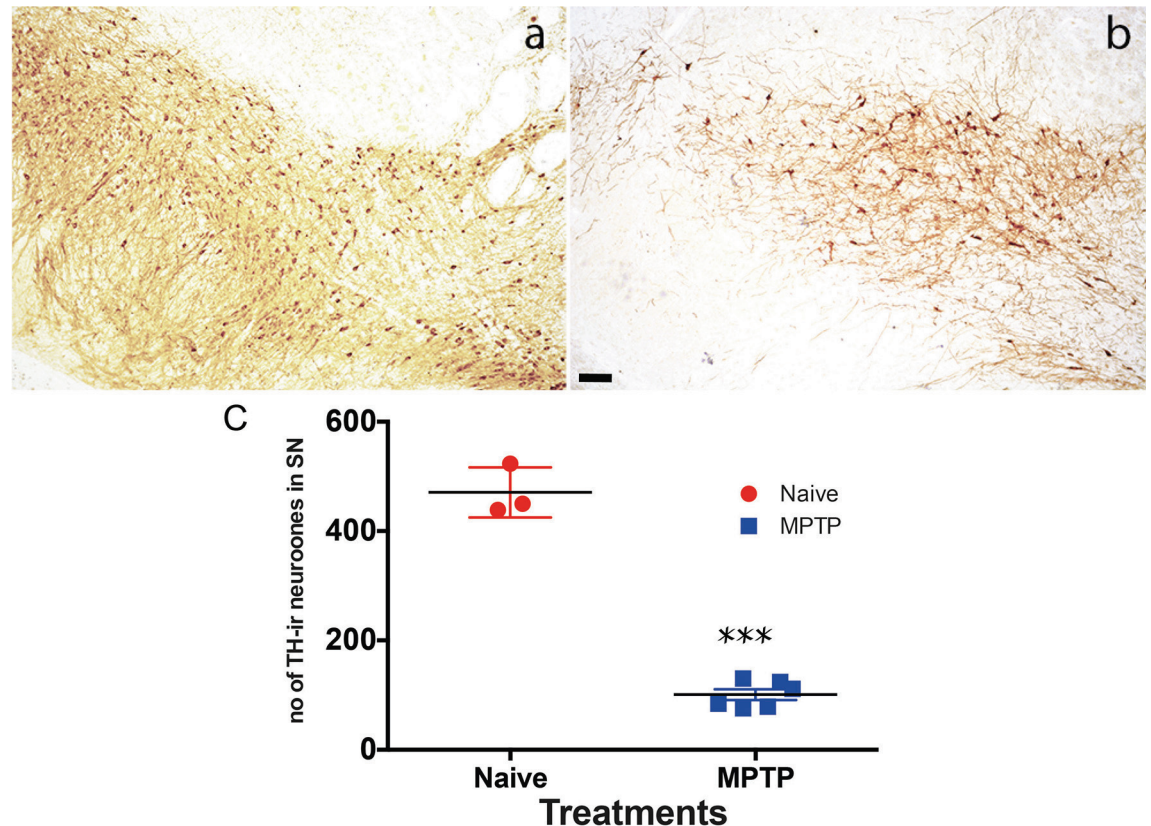 a
b
C
600
400
200
0
no of TH-ir neuroones in SN
Naive
MPTP
***
Naive
MPTP
Treatments